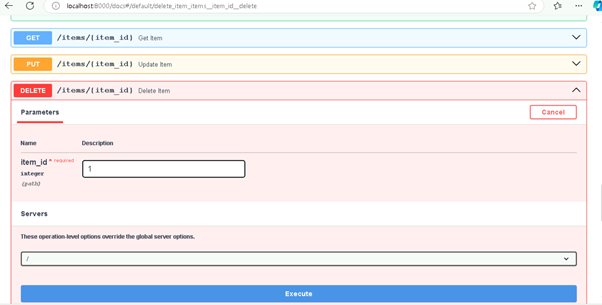 localhost:8000/docs#/default/delete_item_items__item_id__delete
GET /items/{item_id} Get Item
PUT /items/{item_id} Update Item
DELETE /items/{item_id} Delete Item
Parameters Cancel
Name Description
item_id * required 1
integer
(path)
Servers
These operation-level options override the global server options.
/
Execute